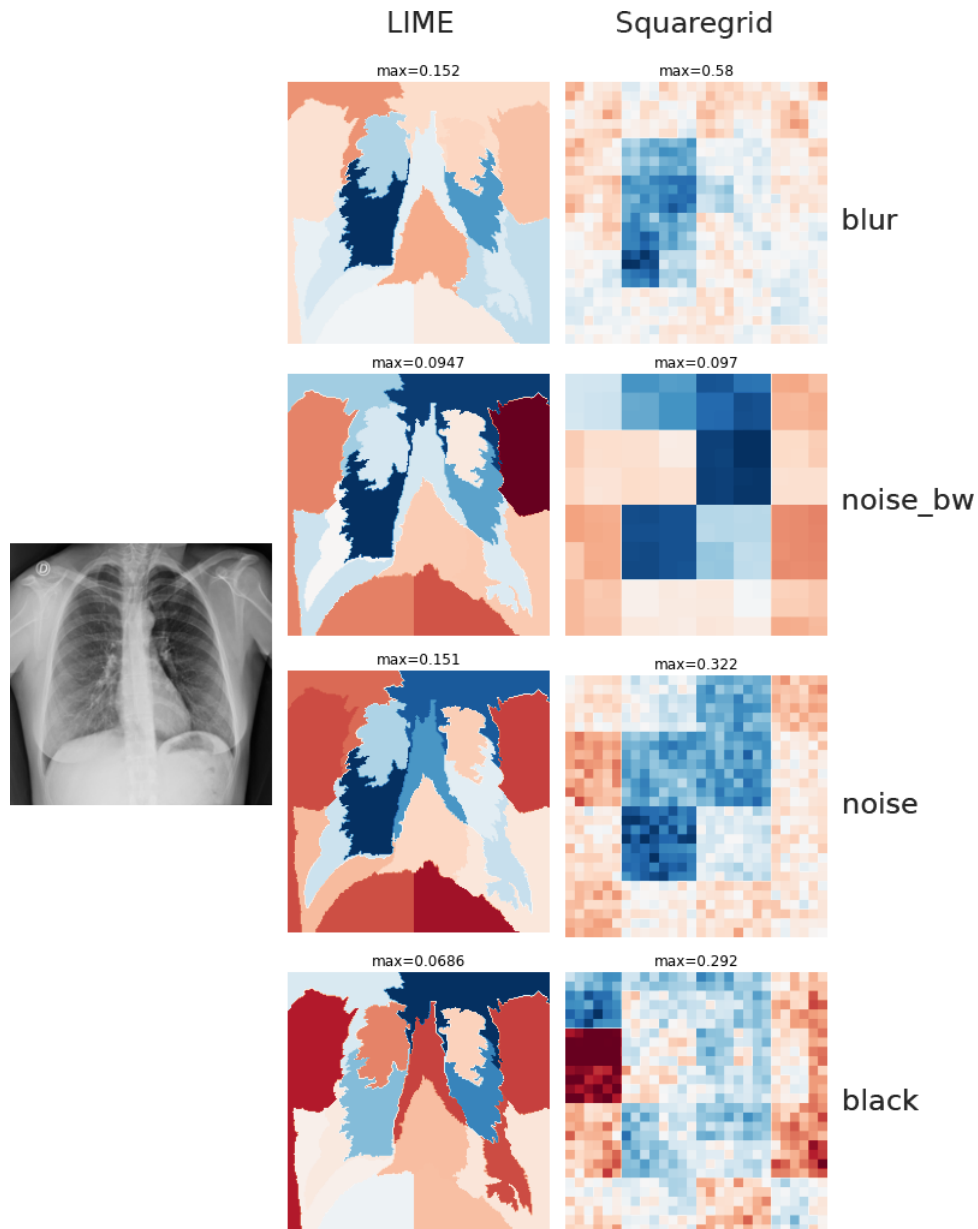 LIME Squaregrid
max=0.152 max=0.58
blur
max=0.0947 max=0.097
noise_bw
D
max=0.151 max=0.322
noise
max=0.0686 max=0.292
black